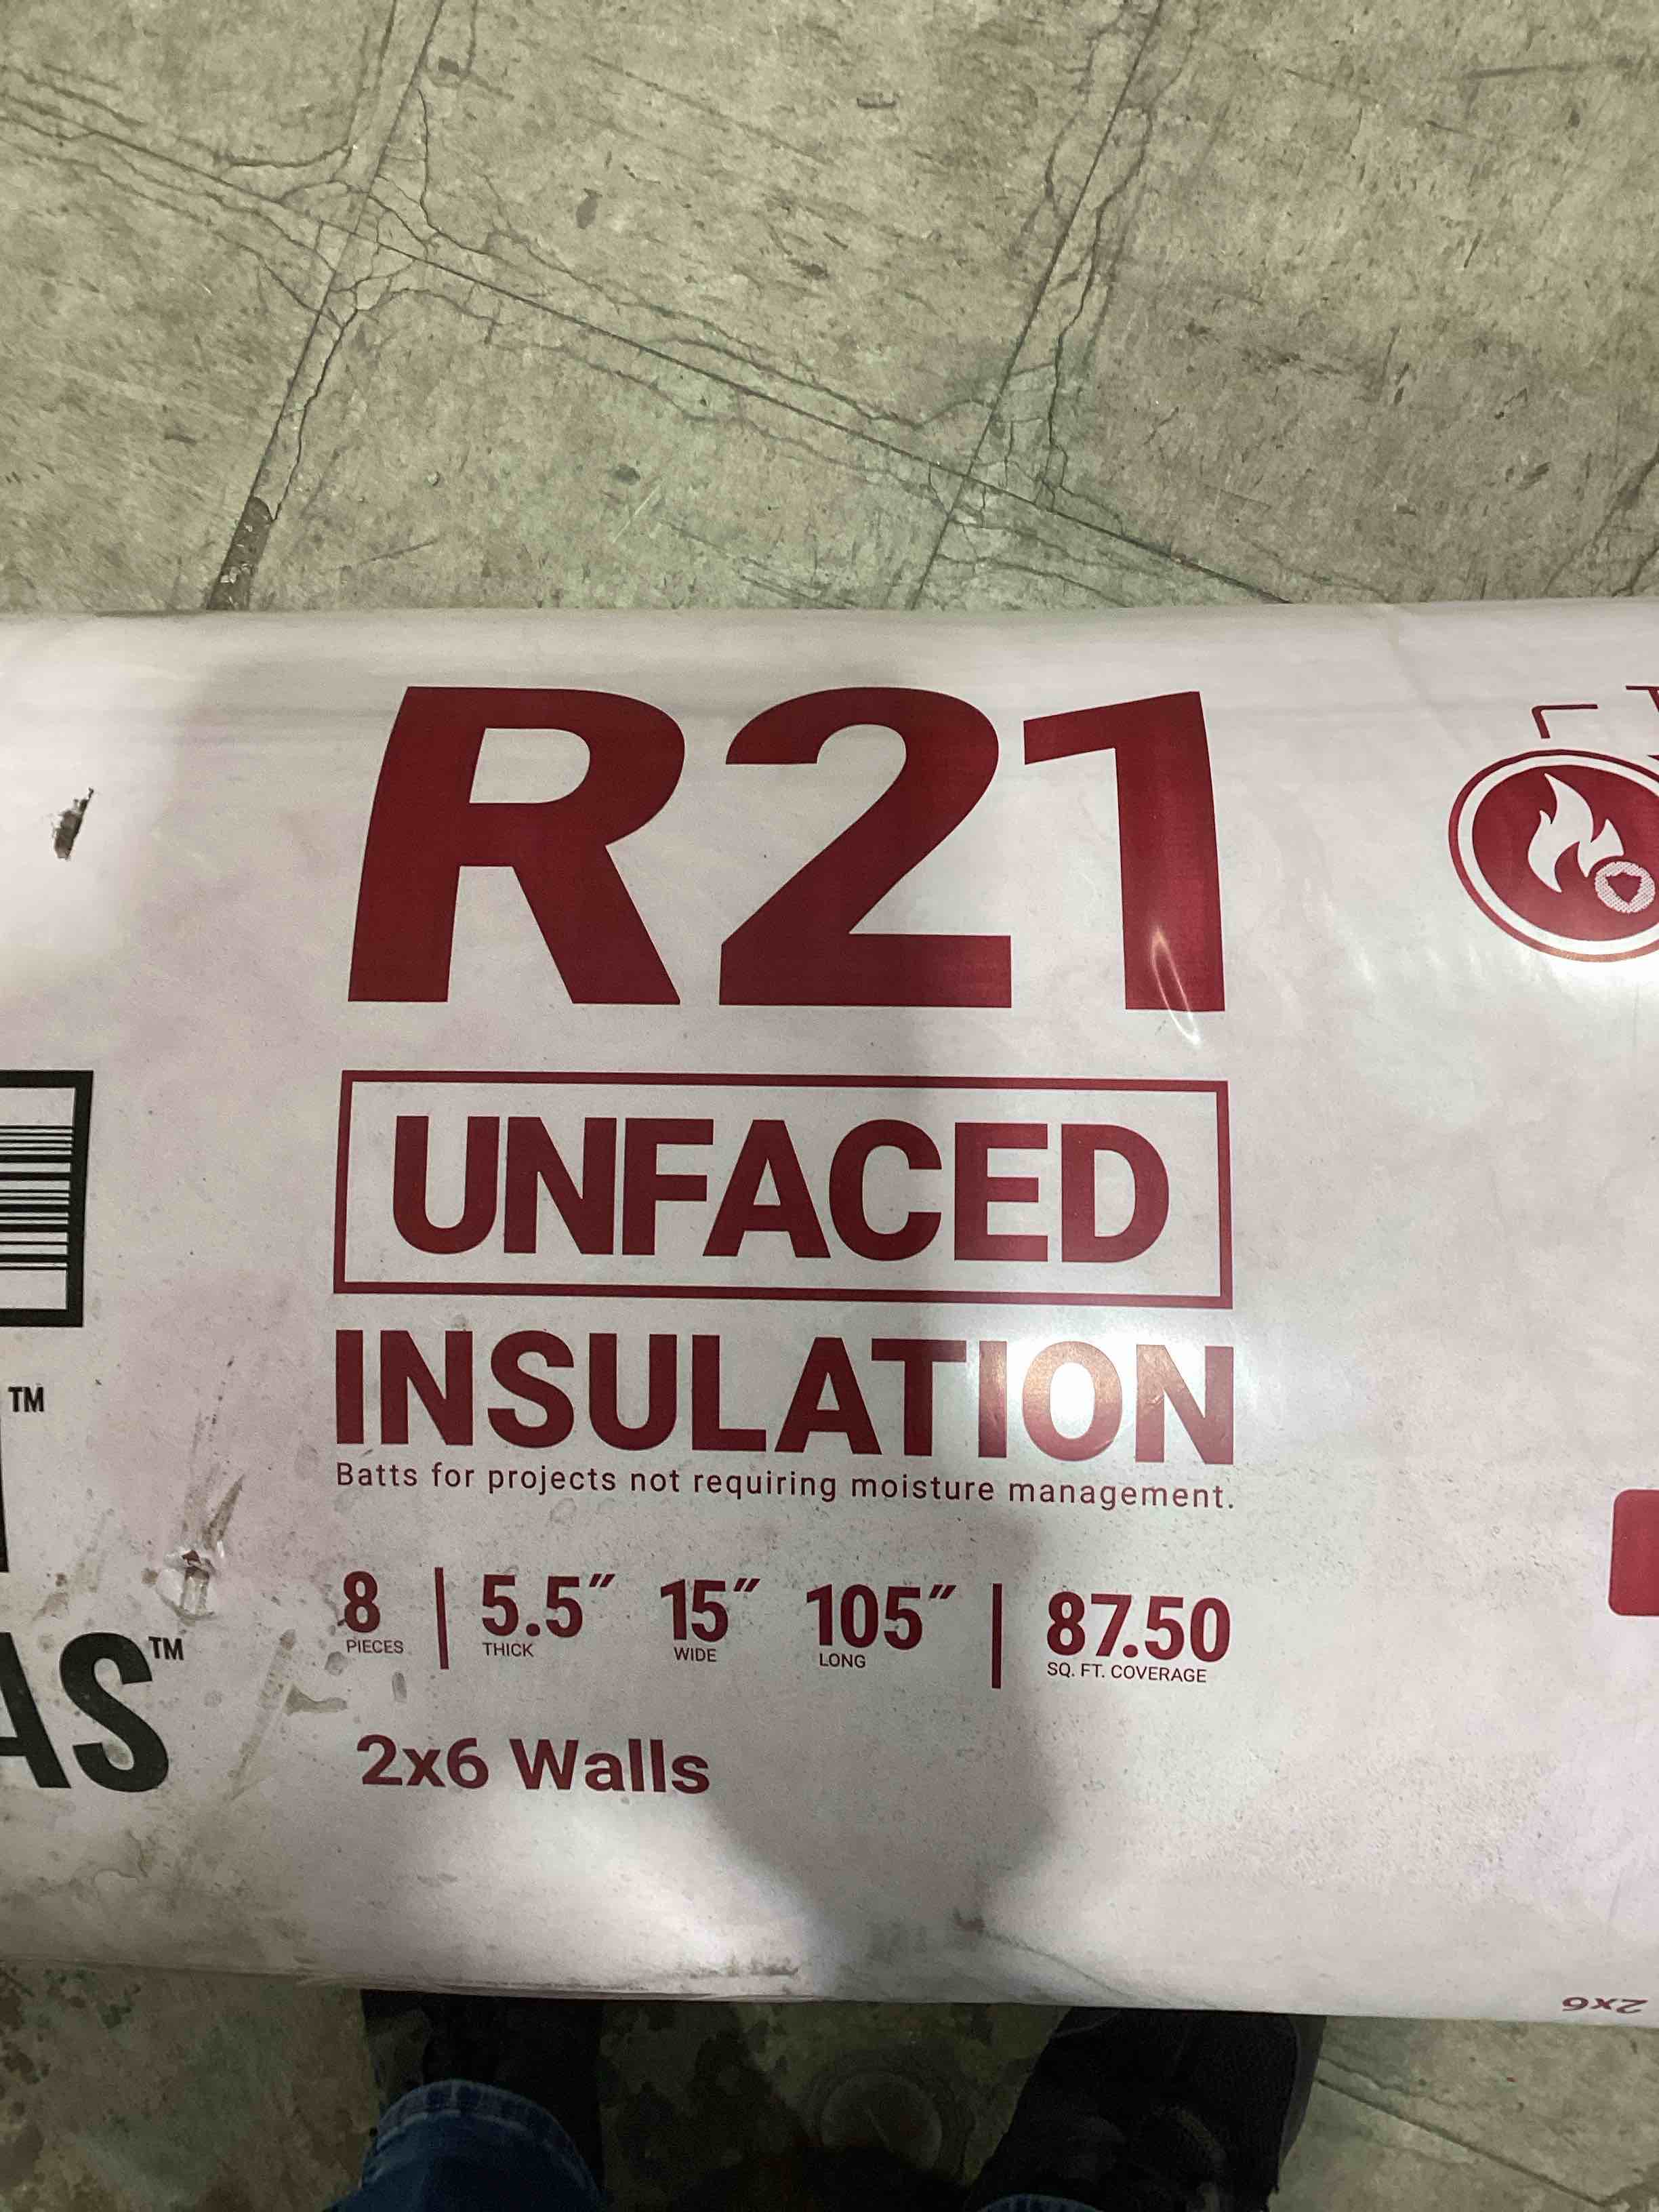 R21
UNFACED
INSULATION
Batts for projects not requiring moisture management.
8 PIECES | 5.5″ THICK 15″ WIDE 105″ LONG | 87.50 SQ. FT. COVERAGE
2x6 Walls
TM
AS™
2x6